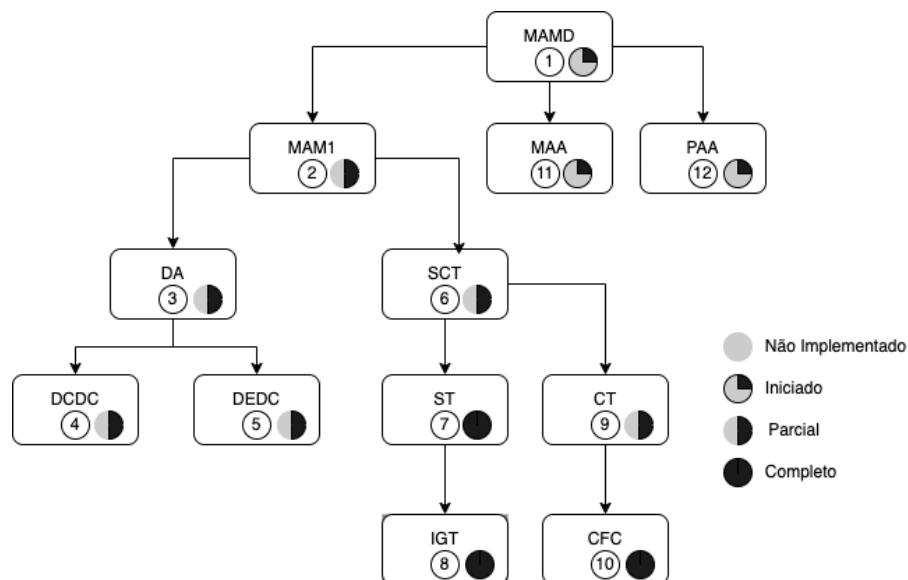 MAMD
1
MAM1
2
MAA
11
PAA
12
DA
3
SCT
6
DCDC
4
DEDC
5
ST
7
CT
9
IGT
8
CFC
10
Não Implementado
Iniciado
Parcial
Completo